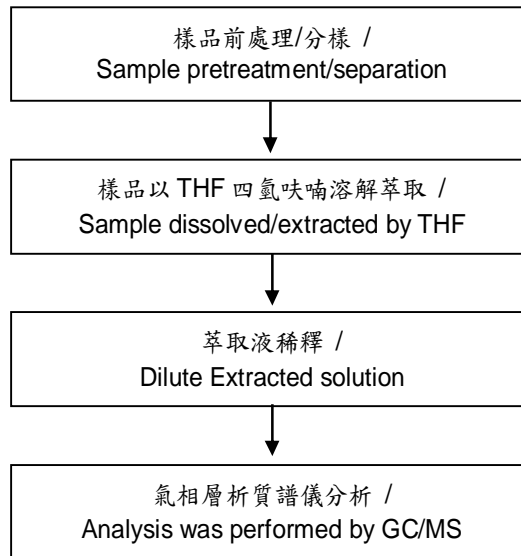 樣品前處理/分樣 /
Sample pretreatment/separation
樣品以 THF 四氫呋喃溶解萃取 /
Sample dissolved/extracted by THF
萃取液稀釋 /
Dilute Extracted solution
氣相層析質譜儀分析 /
Analysis was performed by GC/MS